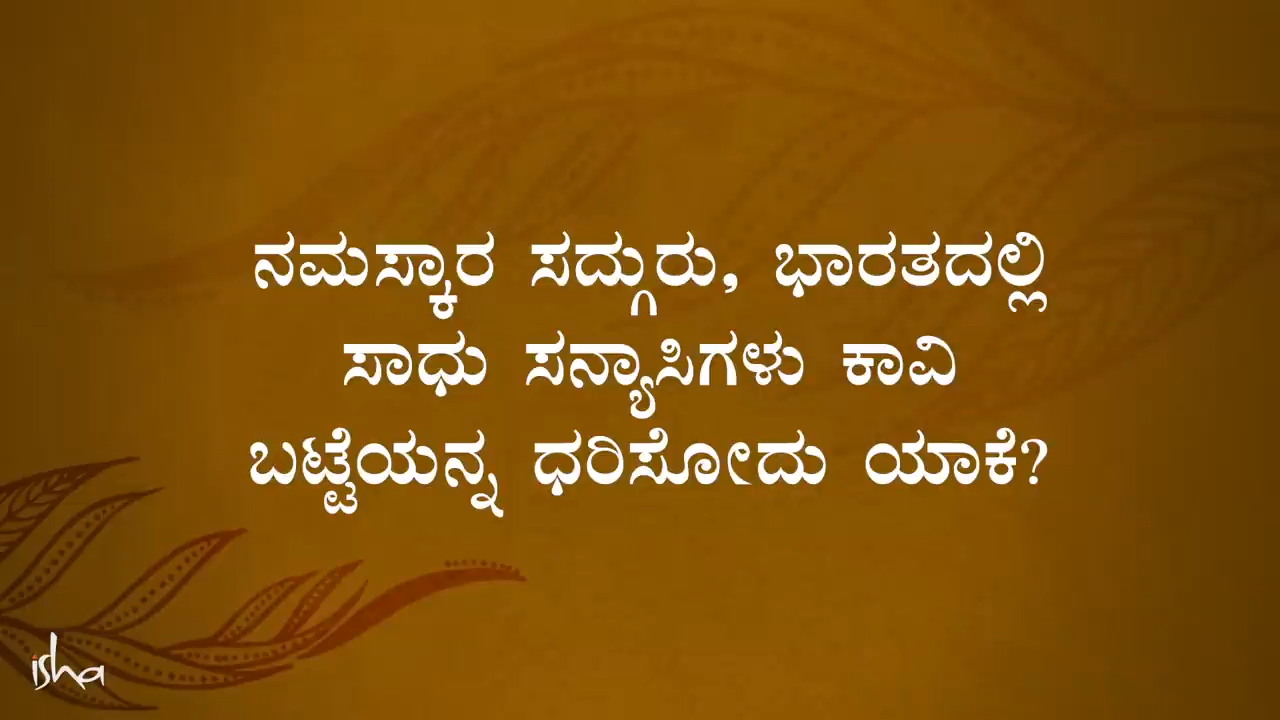 ನಮಸ್ಕಾರ ಸದ್ಗುರು, ಭಾರತದಲ್ಲಿ
ಸಾಧು ಸನ್ಯಾಸಿಗಳು ಕಾವಿ
ಬಟ್ಟೆಯನ್ನ ಧರಿಸೋದು ಯಾಕೆ?
isha